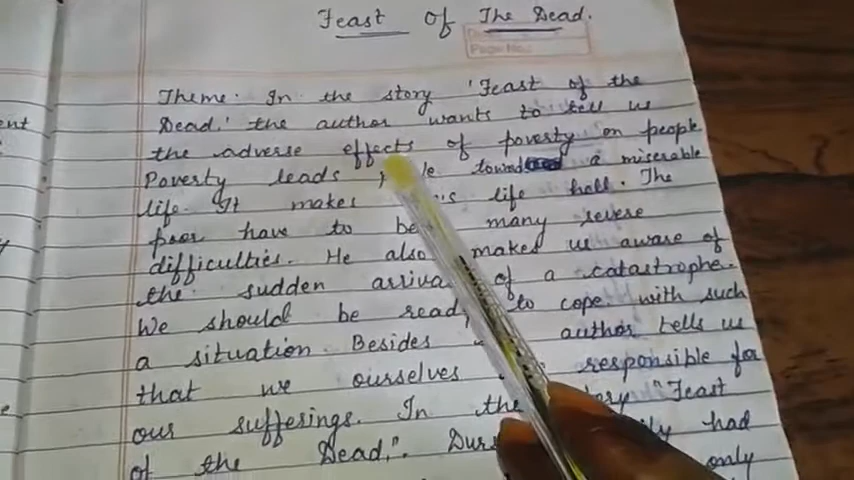 Feast of The Dead.
Page No.
Theme: In the story 'Feast of the
Dead.' the author wants to tell us
ent
the adverse effects of poverty on people
Poverty leads towards a miserable
life. It makes life hell. The
poor have to many severe
difficulties. He also makes us aware of
the sudden of a catastrophe.
We should be to cope with such
a situation. Besides author tells us
that we ourselves responsible for
our sufferings. In the "Feast
of the Dead,". had
only